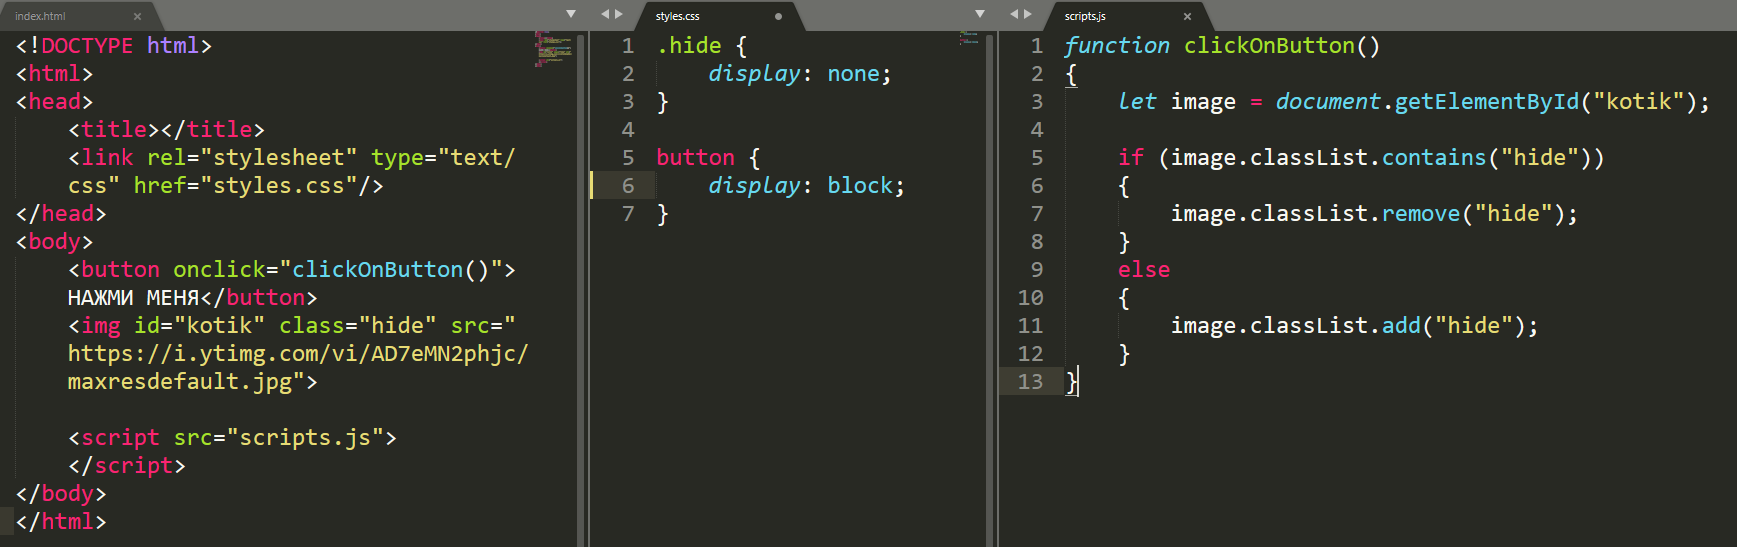 index.html
<!DOCTYPE html>
<html>
<head>
<title></title>
<link rel="stylesheet" type="text/
css" href="styles.css"/>
</head>
<body>
<button onclick="clickOnButton()">
НАЖМИ МЕНЯ</button>
<img id="kotik" class="hide" src="
https://i.ytimg.com/vi/AD7eMN2phjc/
maxresdefault.jpg">
<script src="scripts.js">
</script>
</body>
</html>
styles.css
1 .hide {
2 display: none;
3 }
4
5 button {
6 display: block;
7 }
scripts.js
1 function clickOnButton()
2 {
3 let image = document.getElementById("kotik");
4
5 if (image.classList.contains("hide"))
6 {
7 image.classList.remove("hide");
8 }
9 else
10 {
11 image.classList.add("hide");
12 }
13 }